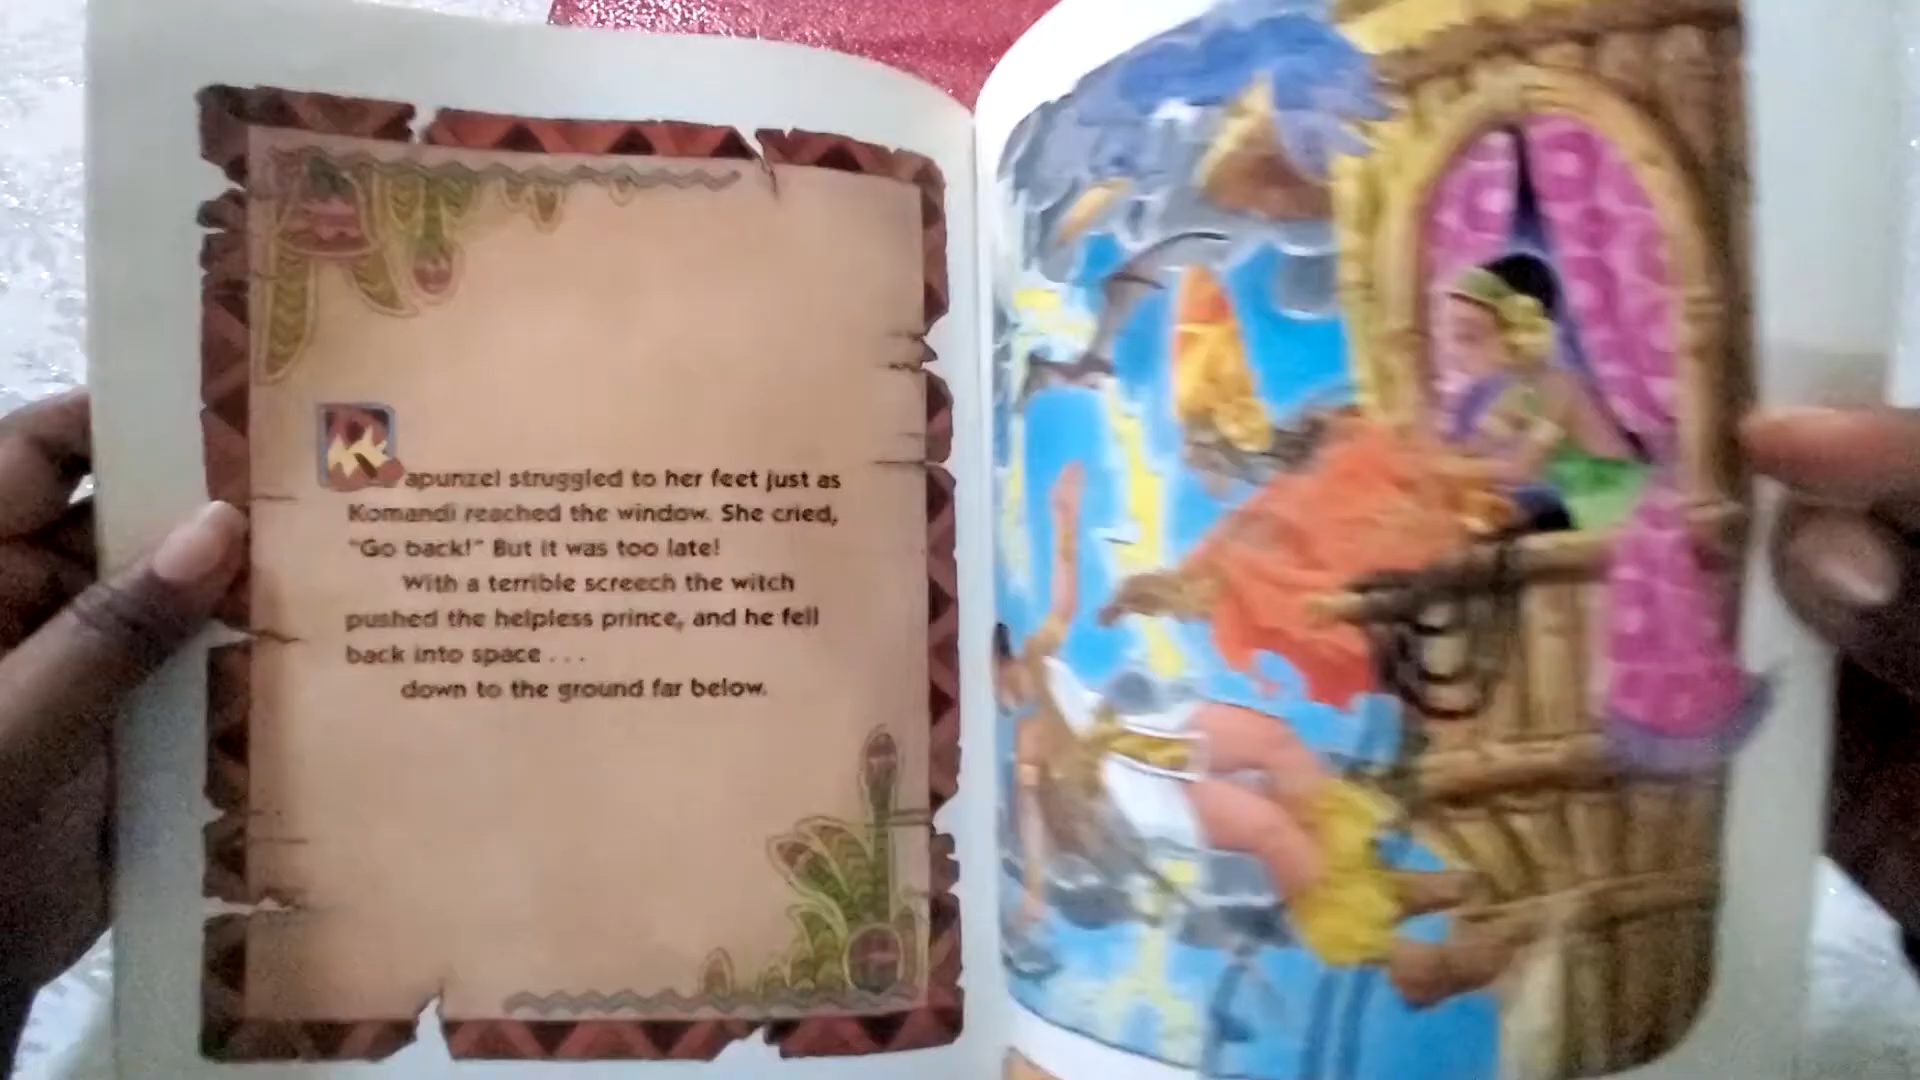 Rapunzel struggled to her feet just as
Komandi reached the window. She cried,
"Go back!" But it was too late!
With a terrible screech the witch
pushed the helpless prince, and he fell
back into space . . .
down to the ground far below.